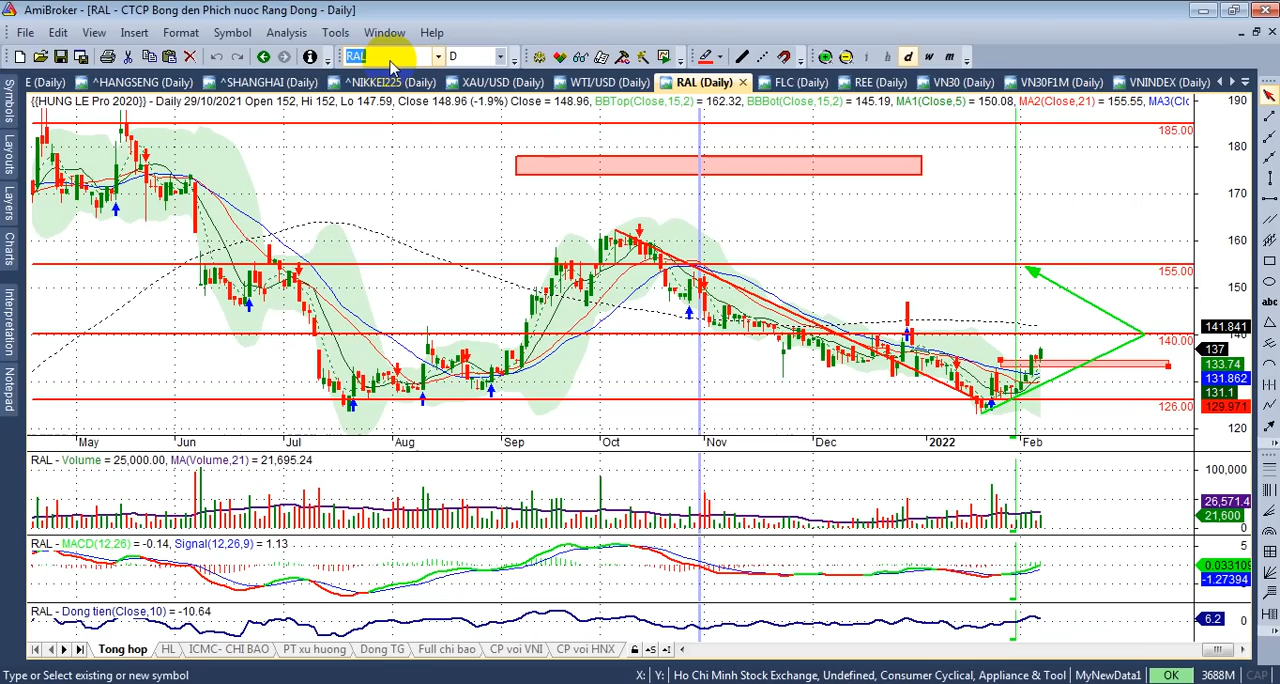 AmiBroker - [RAL - CTCP Bong den Phich nuoc Rang Dong - Daily]
File Edit View Insert Format Symbol Analysis Tools Window Help
RAL D i h d w m
E (Daily) ^HANGSENG (Daily) ^SHANGHAI (Daily) ^NIKKEI225 (Daily) XAU/USD (Daily) WTI/USD (Daily) RAL (Daily) FLC (Daily) REE (Daily) VN30 (Daily) VN30F1M (Daily) VNINDEX (Daily)
{{HUNG LE Pro 2020}} - Daily 29/10/2021 Open 152, Hi 152, Lo 147.59, Close 148.96 (-1.9%) Close = 148.96, BBTop(Close,15,2) = 162.32, BBBot(Close,15,2) = 145.19, MA1(Close,5) = 150.08, MA2(Close,21) = 155.55, MA3(Clo
Symbols
Layouts
Layers
Charts
Interpretation
Notepad
abc
190
185.00
180
170
160
155.00
150
141.841
140
140.00
137
133.74
131.862
131.1
129.971
126.00
120
May Jun Jul Aug Sep Oct Nov Dec 2022 Feb
RAL - Volume = 25,000.00, MA(Volume,21) = 21,695.24
100,000
26,571.4
21,600
0
RAL - MACD(12,26) = -0.14, Signal(12,26,9) = 1.13
5
0.033109
-1.27394
RAL - Dong tien(Close,10) = -10.64
6.2 0
Tong hop HL ICMC- CHI BAO PT xu huong Dong TG Full chi bao CP voi VNI CP voi HNX
Type or Select existing or new symbol X: Y: Ho Chi Minh Stock Exchange, Undefined, Consumer Cyclical, Appliance & Tool MyNewData1 OK 3688M CAP